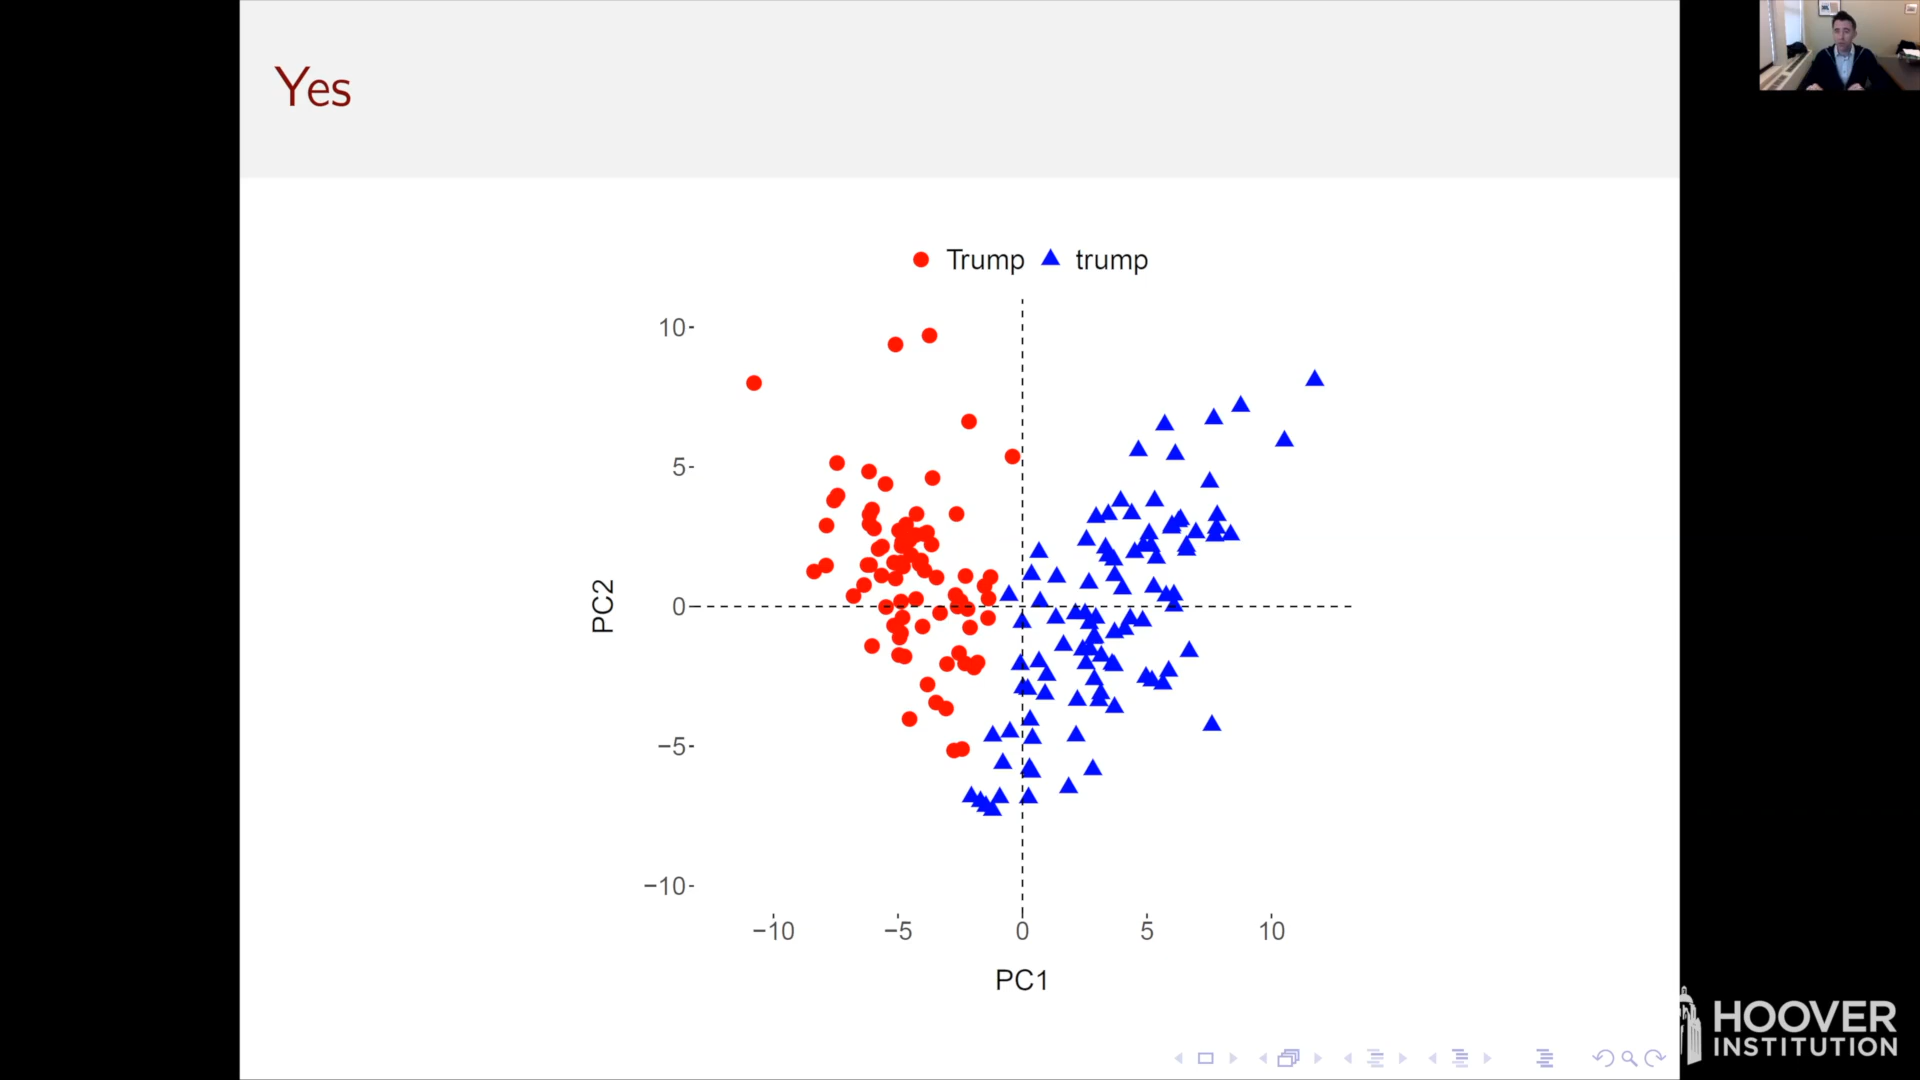 Yes
Trump trump
10
5
0
−5
−10
PC2
−10 −5 0 5 10
PC1
HOOVER
INSTITUTION